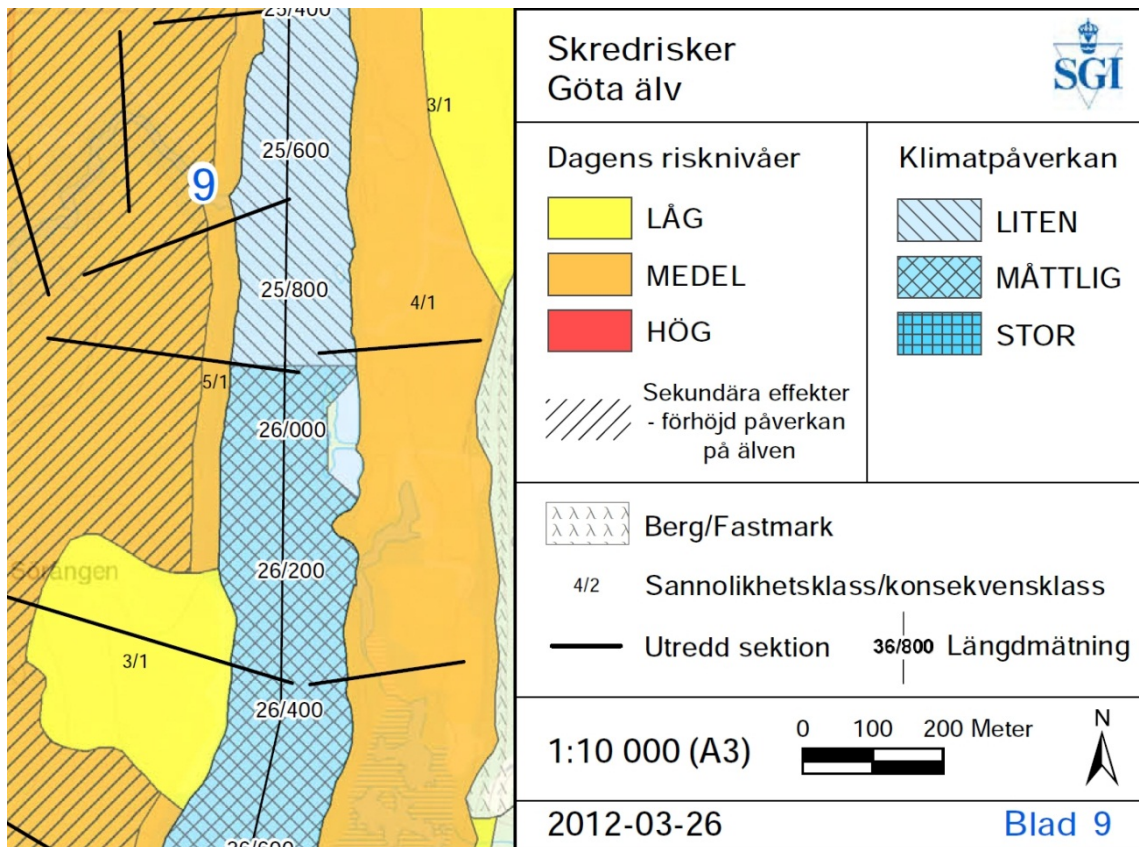 25/400
3/1
25/600
9
25/800
4/1
5/1
26/000
26/200
Sörängen
3/1
26/400
26/600
Skredrisker
Göta älv
SGI
Dagens risknivåer
LÅG
MEDEL
HÖG
Sekundära effekter
- förhöjd påverkan
på älven
Klimatpåverkan
LITEN
MÅTTLIG
STOR
Berg/Fastmark
4/2 Sannolikhetsklass/konsekvensklass
Utredd sektion 36/800 Längdmätning
1:10 000 (A3) 0 100 200 Meter N
2012-03-26 Blad 9